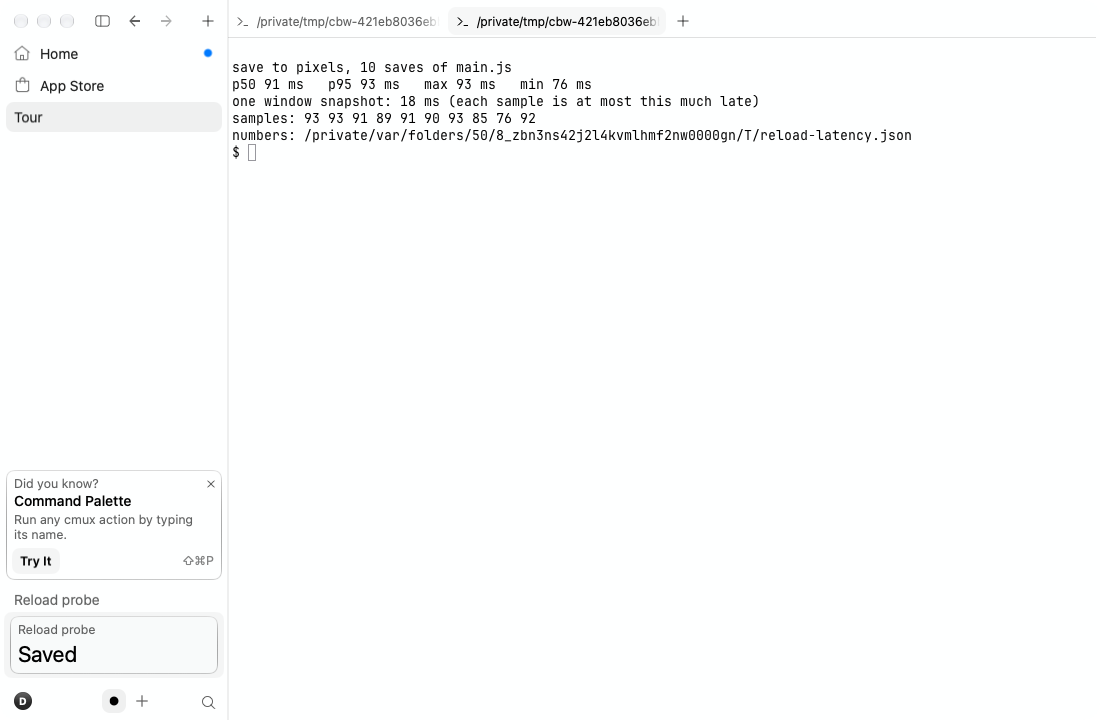 /private/tmp/cbw-421eb8036eb
/private/tmp/cbw-421eb8036eb
Home
App Store
Tour
save to pixels, 10 saves of main.js
p50 91 ms   p95 93 ms   max 93 ms   min 76 ms
one window snapshot: 18 ms (each sample is at most this much late)
samples: 93 93 91 89 91 90 93 85 76 92
numbers: /private/var/folders/50/8_zbn3ns42j2l4kvmlhmf2nw0000gn/T/reload-latency.json
$
Did you know?
Command Palette
Run any cmux action by typing
its name.
Try It
⇧⌘P
Reload probe
Reload probe
Saved
D